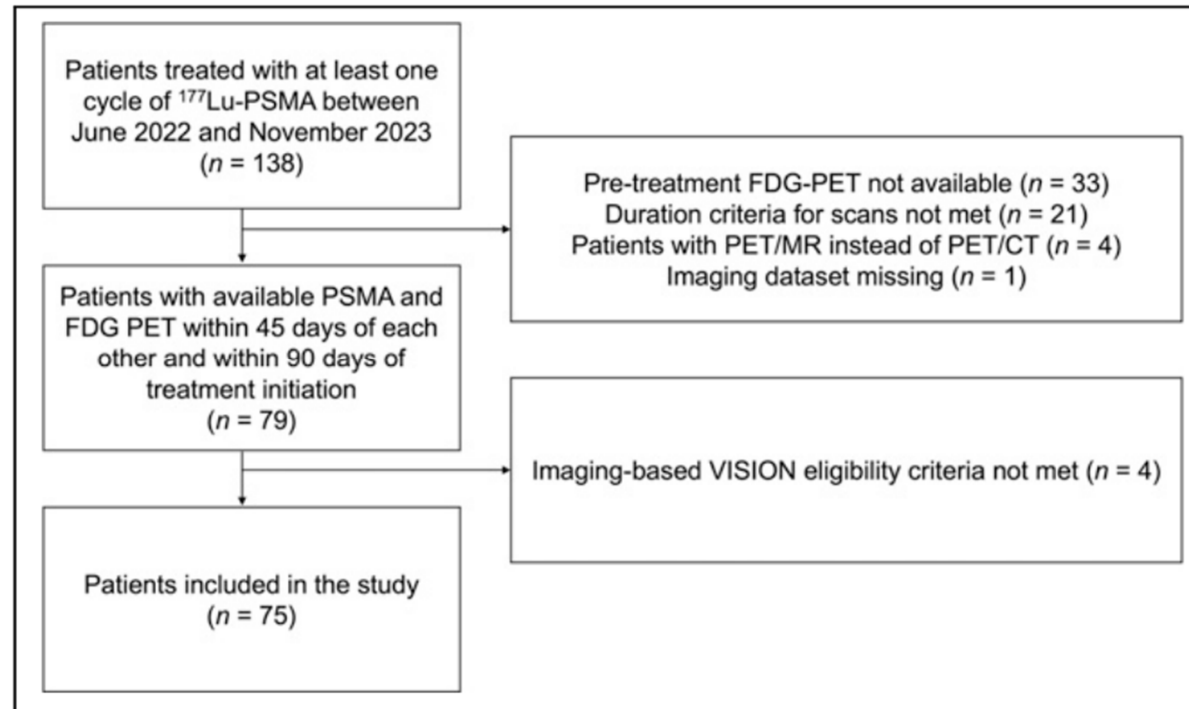 Patients treated with at least one
cycle of ¹⁷⁷Lu-PSMA between
June 2022 and November 2023
(n = 138)
Pre-treatment FDG-PET not available (n = 33)
Duration criteria for scans not met (n = 21)
Patients with PET/MR instead of PET/CT (n = 4)
Imaging dataset missing (n = 1)
Patients with available PSMA and
FDG PET within 45 days of each
other and within 90 days of
treatment initiation
(n = 79)
Imaging-based VISION eligibility criteria not met (n = 4)
Patients included in the study
(n = 75)